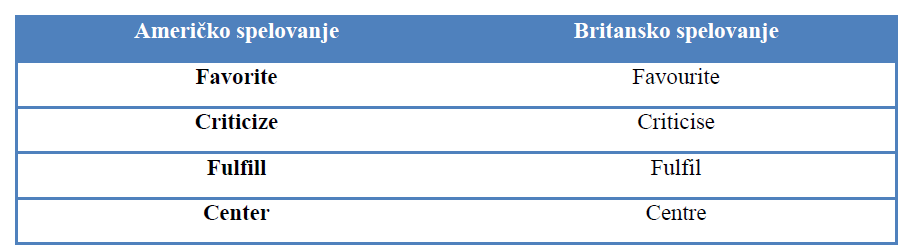 Američko spelovanje Britansko spelovanje
Favorite Favourite
Criticize Criticise
Fulfill Fulfil
Center Centre